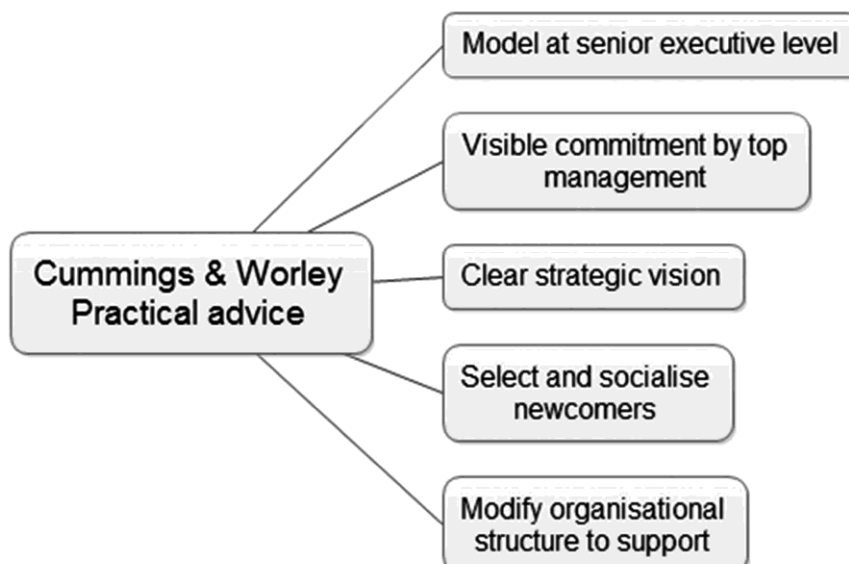 Model at senior executive level
Visible commitment by top
management
Cummings & Worley
Practical advice
Clear strategic vision
Select and socialise
newcomers
Modify organisational
structure to support